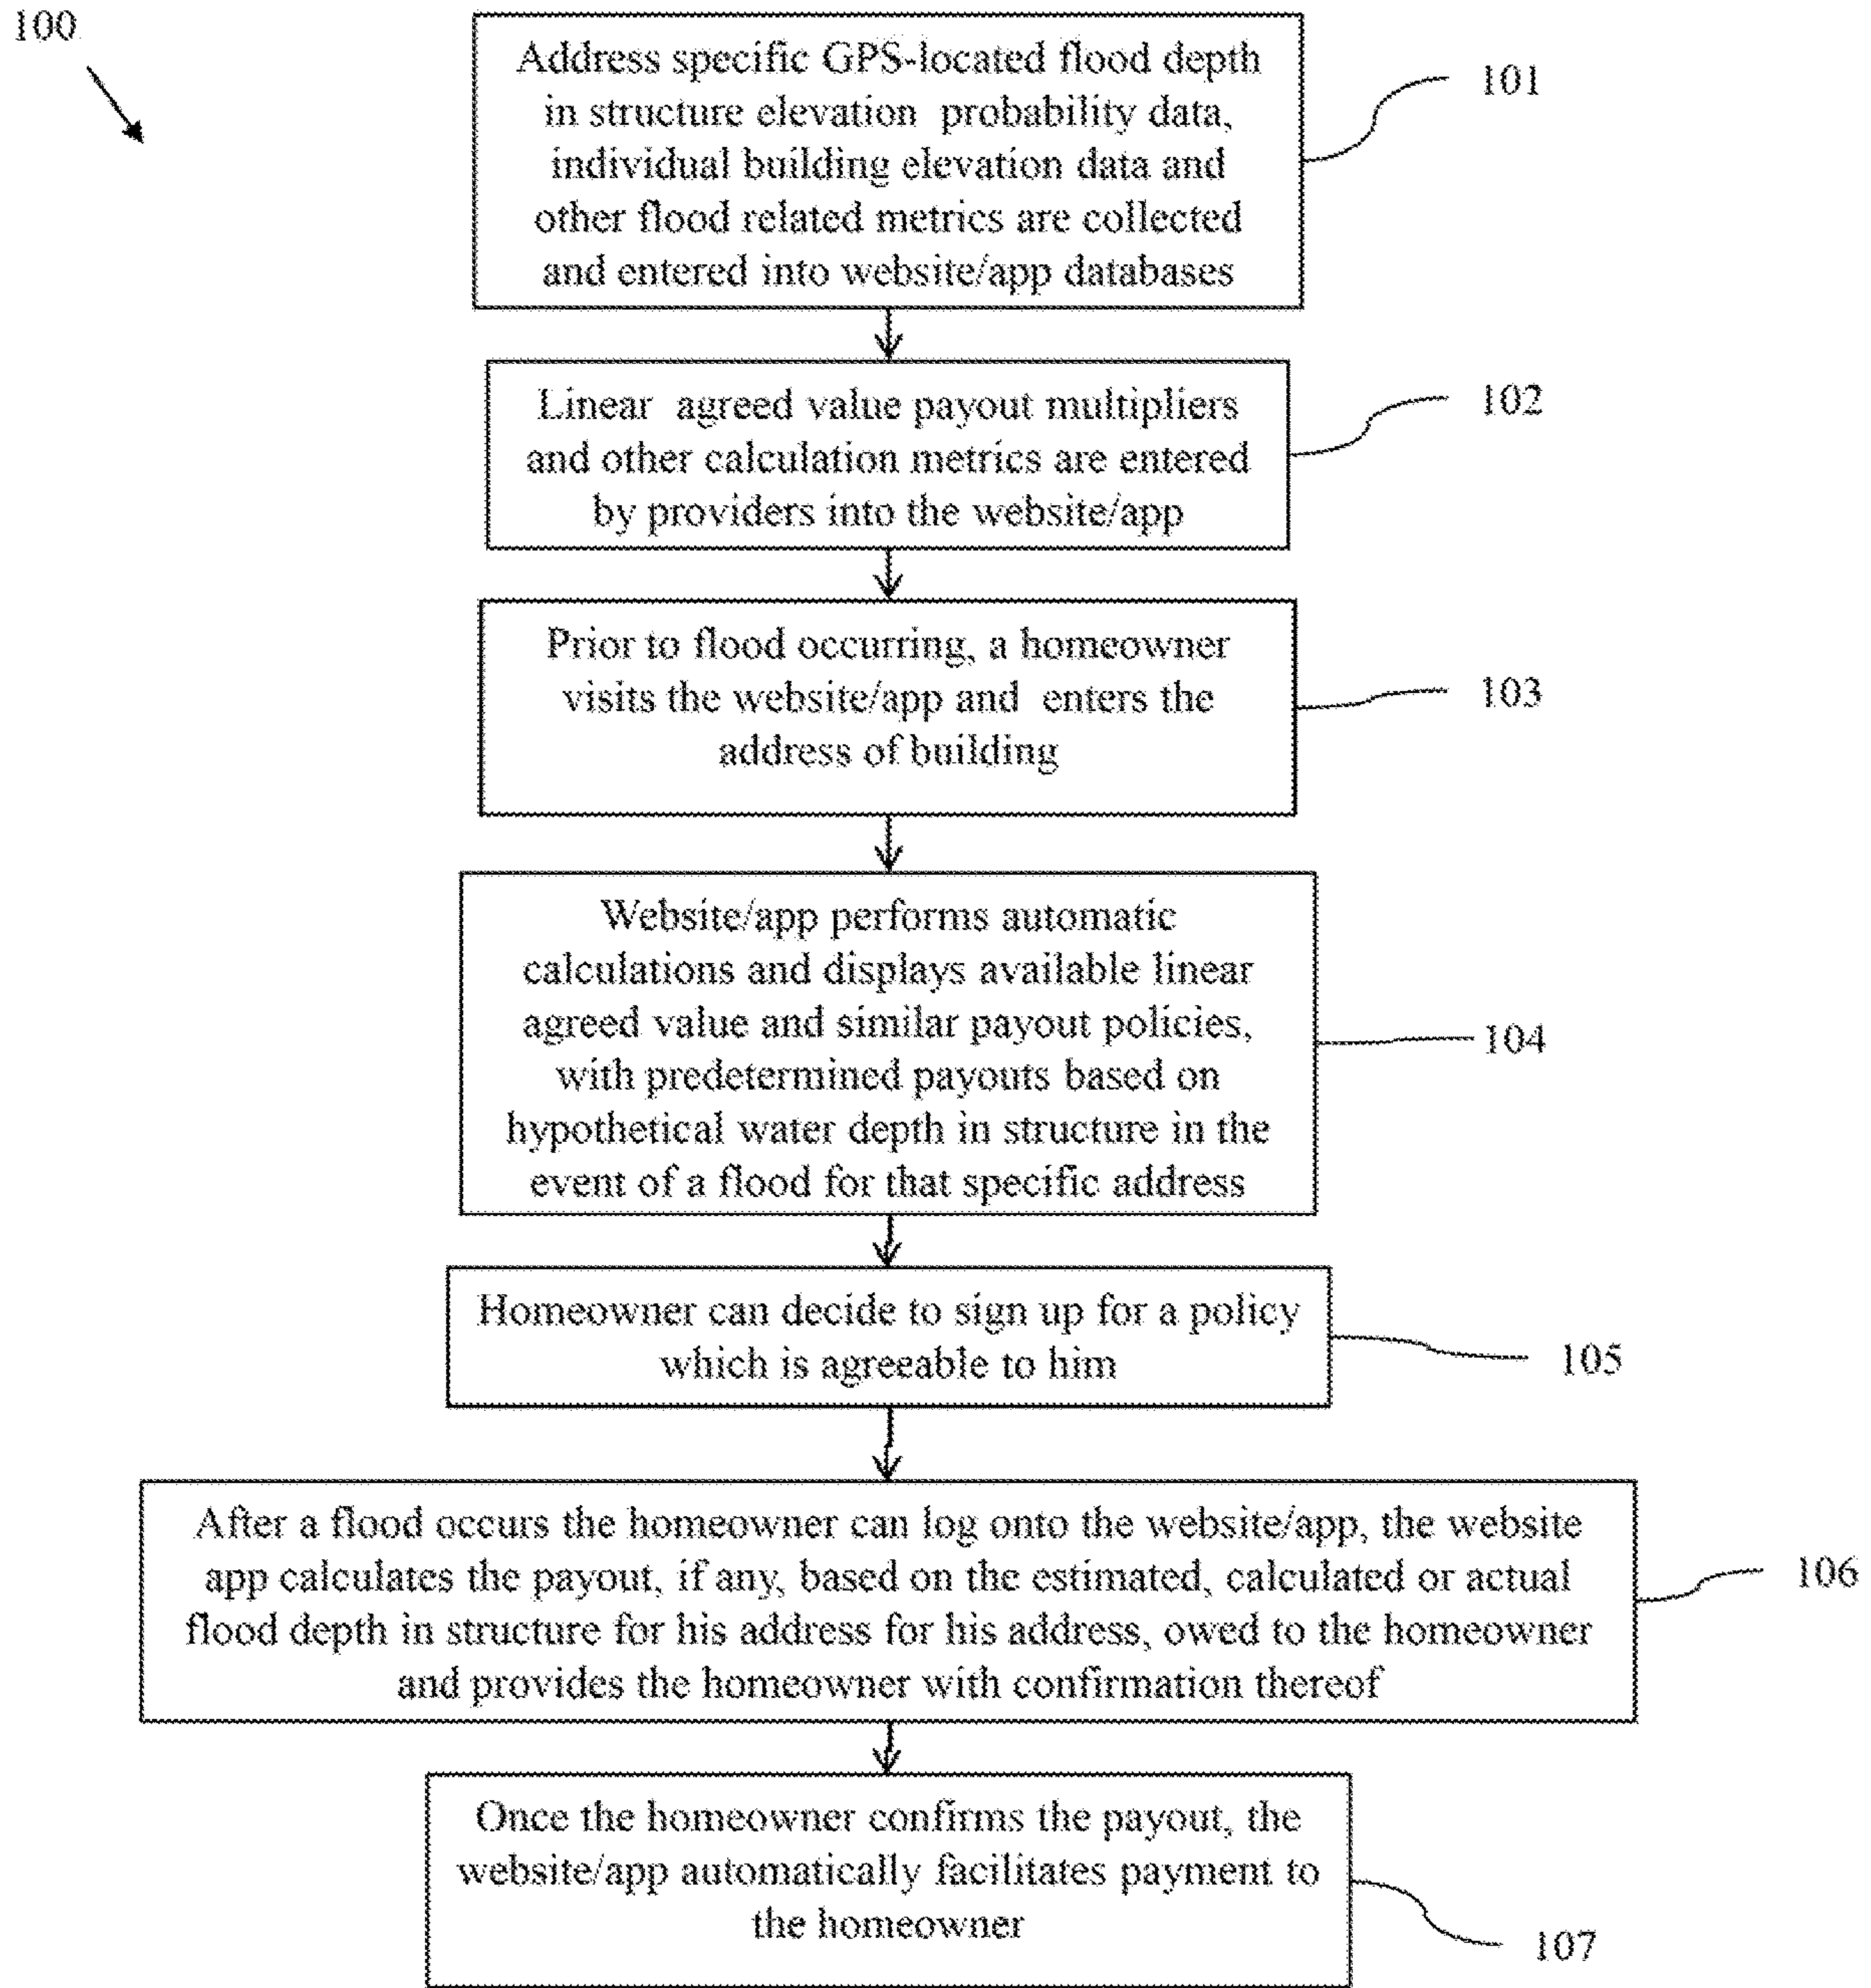 100
Address specific GPS-located flood depth
in structure elevation probability data,
individual building elevation data and
other flood related metrics are collected
and entered into website/app databases
101
Linear agreed value payout multipliers
and other calculation metrics are entered
by providers into the website/app
102
Prior to flood occurring, a homeowner
visits the website/app and enters the
address of building
103
Website/app performs automatic
calculations and displays available linear
agreed value and similar payout policies,
with predetermined payouts based on
hypothetical water depth in structure in the
event of a flood for that specific address
104
Homeowner can decide to sign up for a policy
which is agreeable to him
105
After a flood occurs the homeowner can log onto the website/app, the website
app calculates the payout, if any, based on the estimated, calculated or actual
flood depth in structure for his address for his address, owed to the homeowner
and provides the homeowner with confirmation thereof
106
Once the homeowner confirms the payout, the
website/app automatically facilitates payment to
the homeowner
107